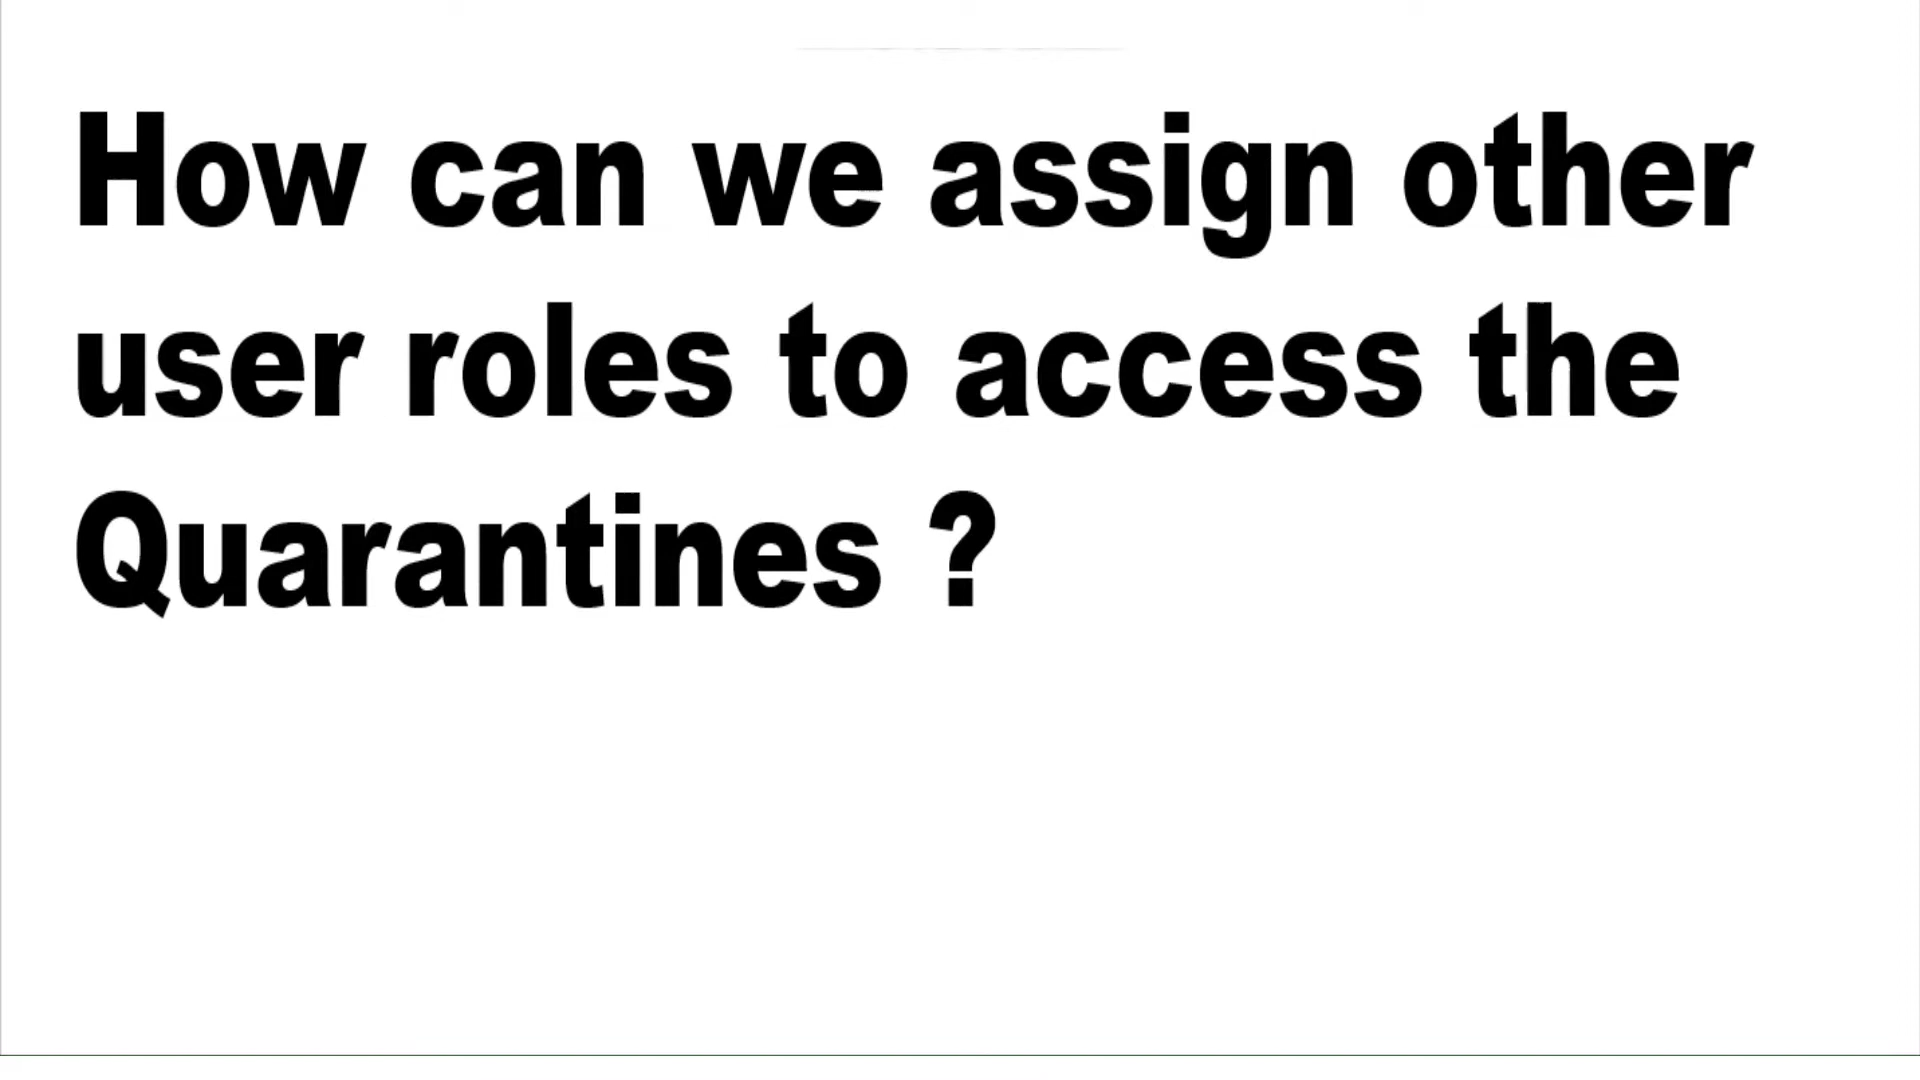 How can we assign other
user roles to access the
Quarantines ?